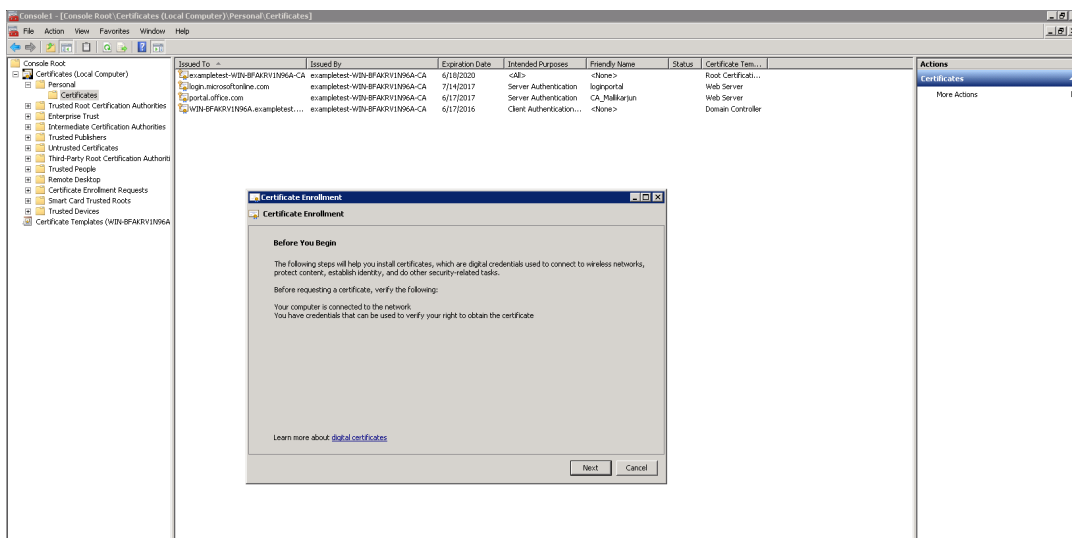 Console1 - [Console Root\Certificates (Local Computer)\Personal\Certificates]
File Action View Favorites Window Help
Console Root
Certificates (Local Computer)
Personal
Certificates
Trusted Root Certification Authorities
Enterprise Trust
Intermediate Certification Authorities
Trusted Publishers
Untrusted Certificates
Third-Party Root Certification Authoriti
Trusted People
Remote Desktop
Certificate Enrollment Requests
Smart Card Trusted Roots
Trusted Devices
Certificate Templates (WIN-BFAKRV1N96A
Issued To Issued By Expiration Date Intended Purposes Friendly Name Status Certificate Tem...
exampletest-WIN-BFAKRV1N96A-CA exampletest-WIN-BFAKRV1N96A-CA 6/18/2020 <All> <None> Root Certificati...
login.microsoftonline.com exampletest-WIN-BFAKRV1N96A-CA 7/14/2017 Server Authentication loginportal Web Server
portal.office.com exampletest-WIN-BFAKRV1N96A-CA 6/17/2017 Server Authentication CA_Mallikarjun Web Server
WIN-BFAKRV1N96A.exampletest.... exampletest-WIN-BFAKRV1N96A-CA 6/17/2016 Client Authentication... <None> Domain Controller
Actions
Certificates
More Actions
Certificate Enrollment
Certificate Enrollment
Before You Begin
The following steps will help you install certificates, which are digital credentials used to connect to wireless networks,
protect content, establish identity, and do other security-related tasks.
Before requesting a certificate, verify the following:
Your computer is connected to the network
You have credentials that can be used to verify your right to obtain the certificate
Learn more about digital certificates
Next Cancel